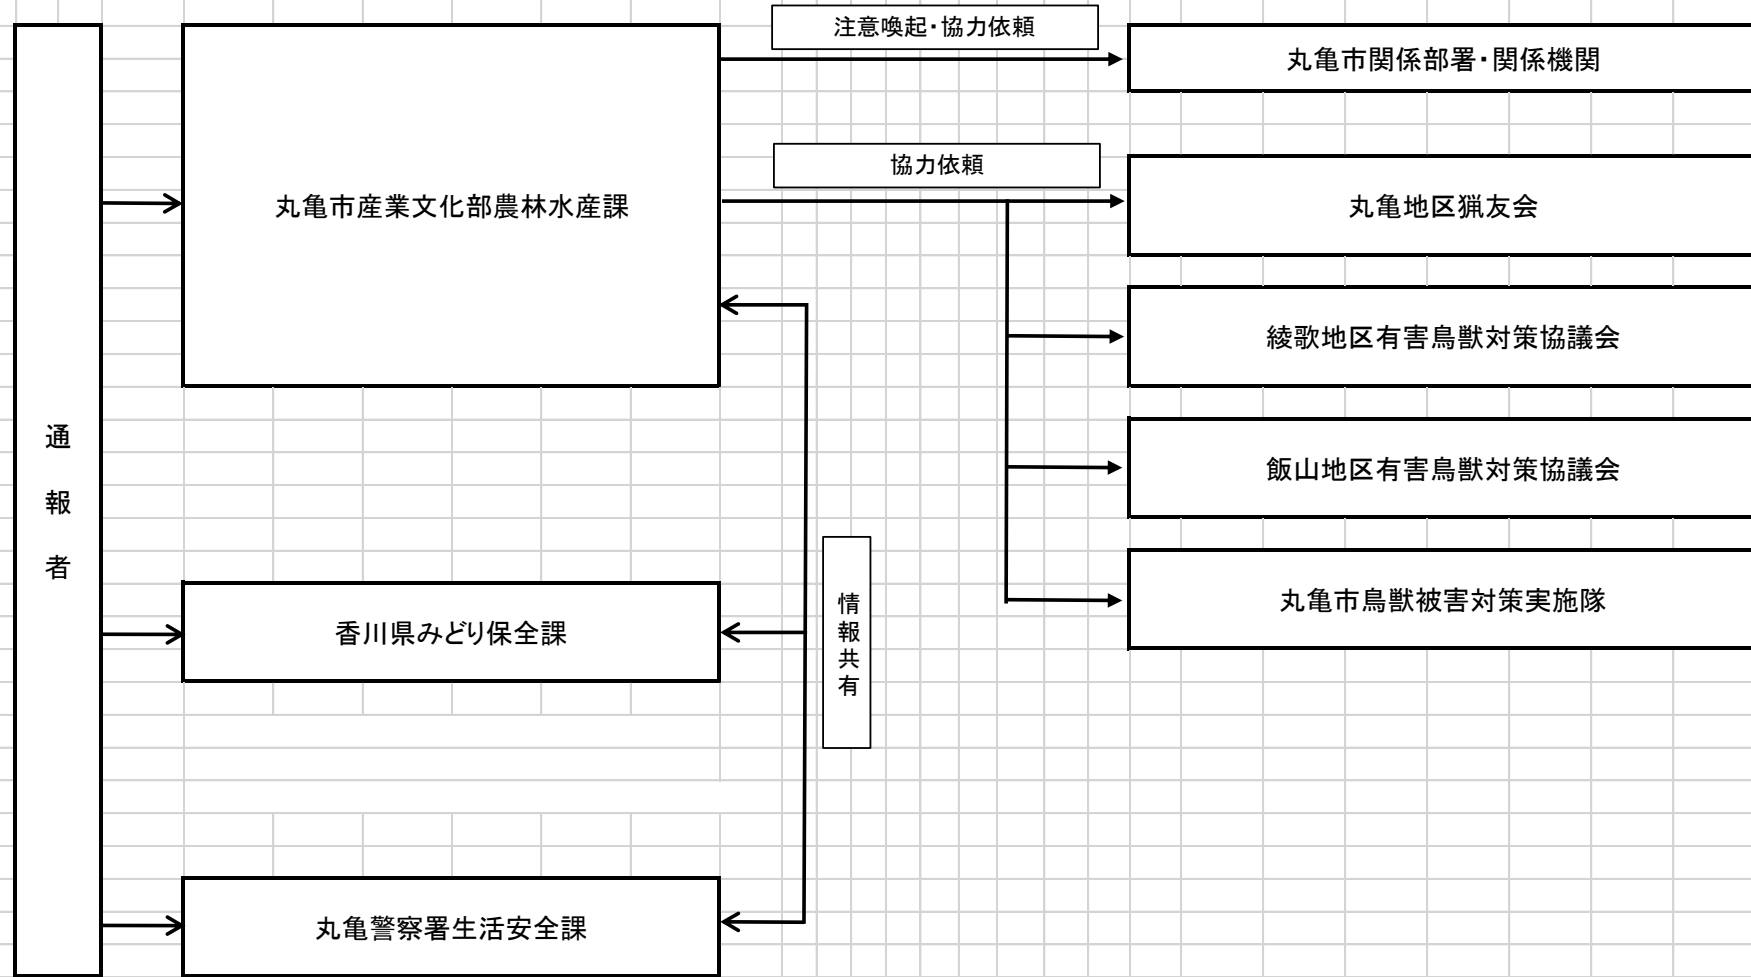 注意喚起・協力依頼
丸亀市関係部署・関係機関
協力依頼
丸亀市産業文化部農林水産課
丸亀地区猟友会
綾歌地区有害鳥獣対策協議会
通報者
飯山地区有害鳥獣対策協議会
情報共有
丸亀市鳥獣被害対策実施隊
香川県みどり保全課
丸亀警察署生活安全課